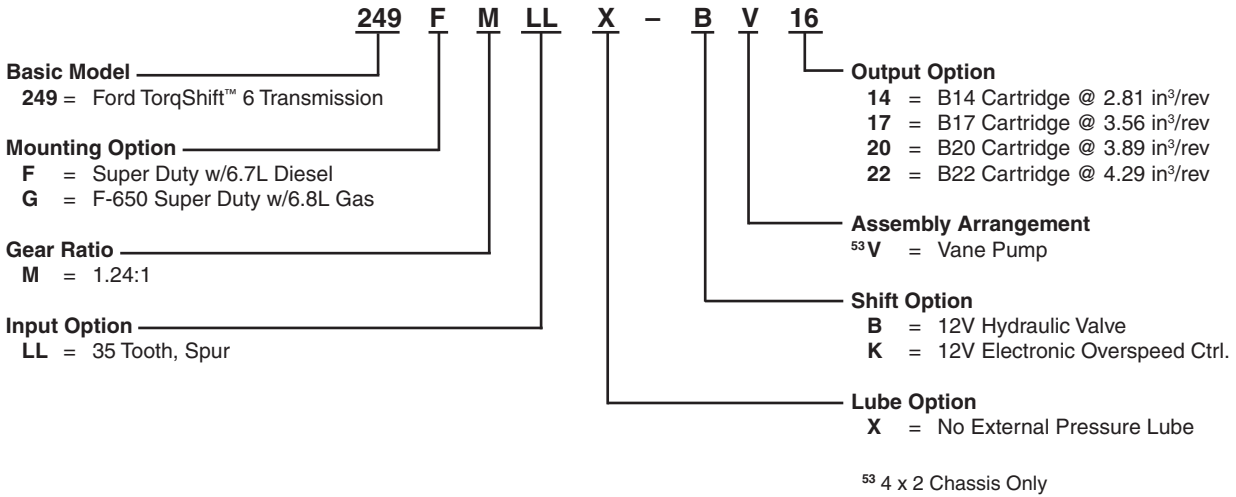 249 F M LL X – B V 16
Basic Model
249 = Ford TorqShift™ 6 Transmission
Mounting Option
F = Super Duty w/6.7L Diesel
G = F-650 Super Duty w/6.8L Gas
Gear Ratio
M = 1.24:1
Input Option
LL = 35 Tooth, Spur
Output Option
14 = B14 Cartridge @ 2.81 in³/rev
17 = B17 Cartridge @ 3.56 in³/rev
20 = B20 Cartridge @ 3.89 in³/rev
22 = B22 Cartridge @ 4.29 in³/rev
Assembly Arrangement
⁵³V = Vane Pump
Shift Option
B = 12V Hydraulic Valve
K = 12V Electronic Overspeed Ctrl.
Lube Option
X = No External Pressure Lube
⁵³ 4 x 2 Chassis Only